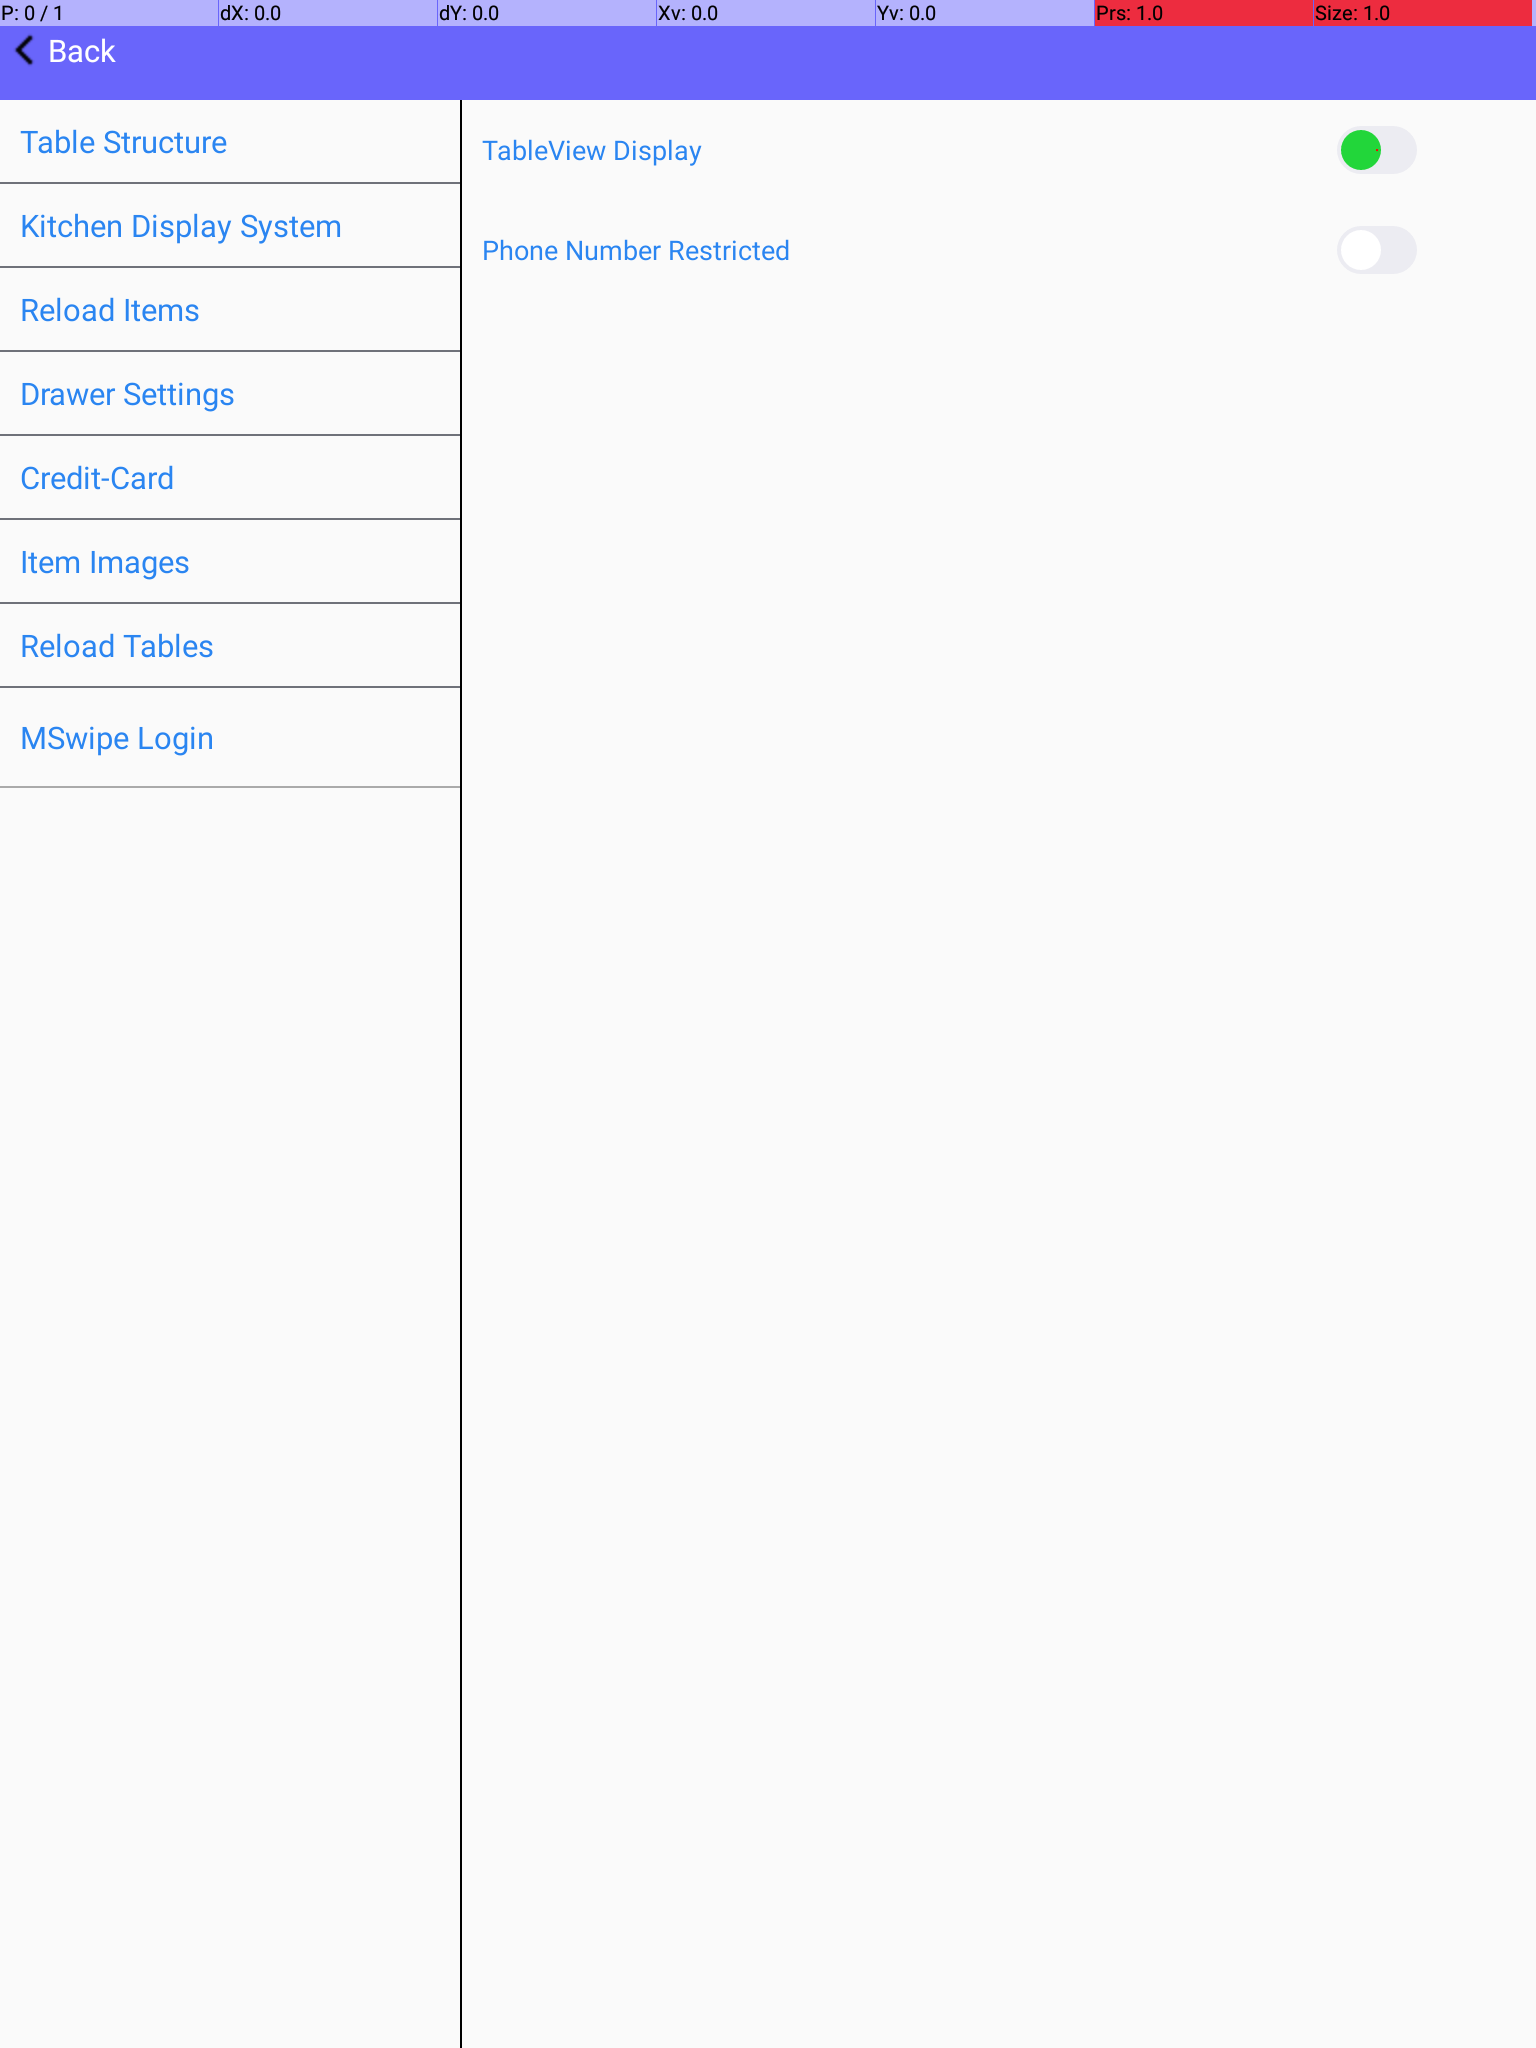 P: 0 / 1 dX: 0.0 dY: 0.0 Xv: 0.0 Yv: 0.0 Prs: 1.0 Size: 1.0
Back
Table Structure
Kitchen Display System
Reload Items
Drawer Settings
Credit-Card
Item Images
Reload Tables
MSwipe Login
TableView Display
Phone Number Restricted